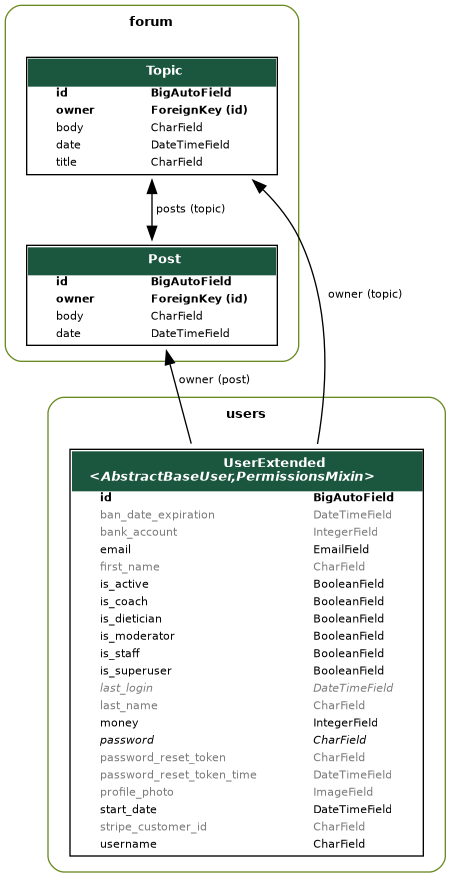 forum
Topic
id BigAutoField
owner ForeignKey (id)
body CharField
date DateTimeField
title CharField
posts (topic)
Post
id BigAutoField
owner ForeignKey (id)
body CharField
date DateTimeField
owner (topic)
owner (post)
users
UserExtended
<AbstractBaseUser,PermissionsMixin>
id BigAutoField
ban_date_expiration DateTimeField
bank_account IntegerField
email EmailField
first_name CharField
is_active BooleanField
is_coach BooleanField
is_dietician BooleanField
is_moderator BooleanField
is_staff BooleanField
is_superuser BooleanField
last_login DateTimeField
last_name CharField
money IntegerField
password CharField
password_reset_token CharField
password_reset_token_time DateTimeField
profile_photo ImageField
start_date DateTimeField
stripe_customer_id CharField
username CharField